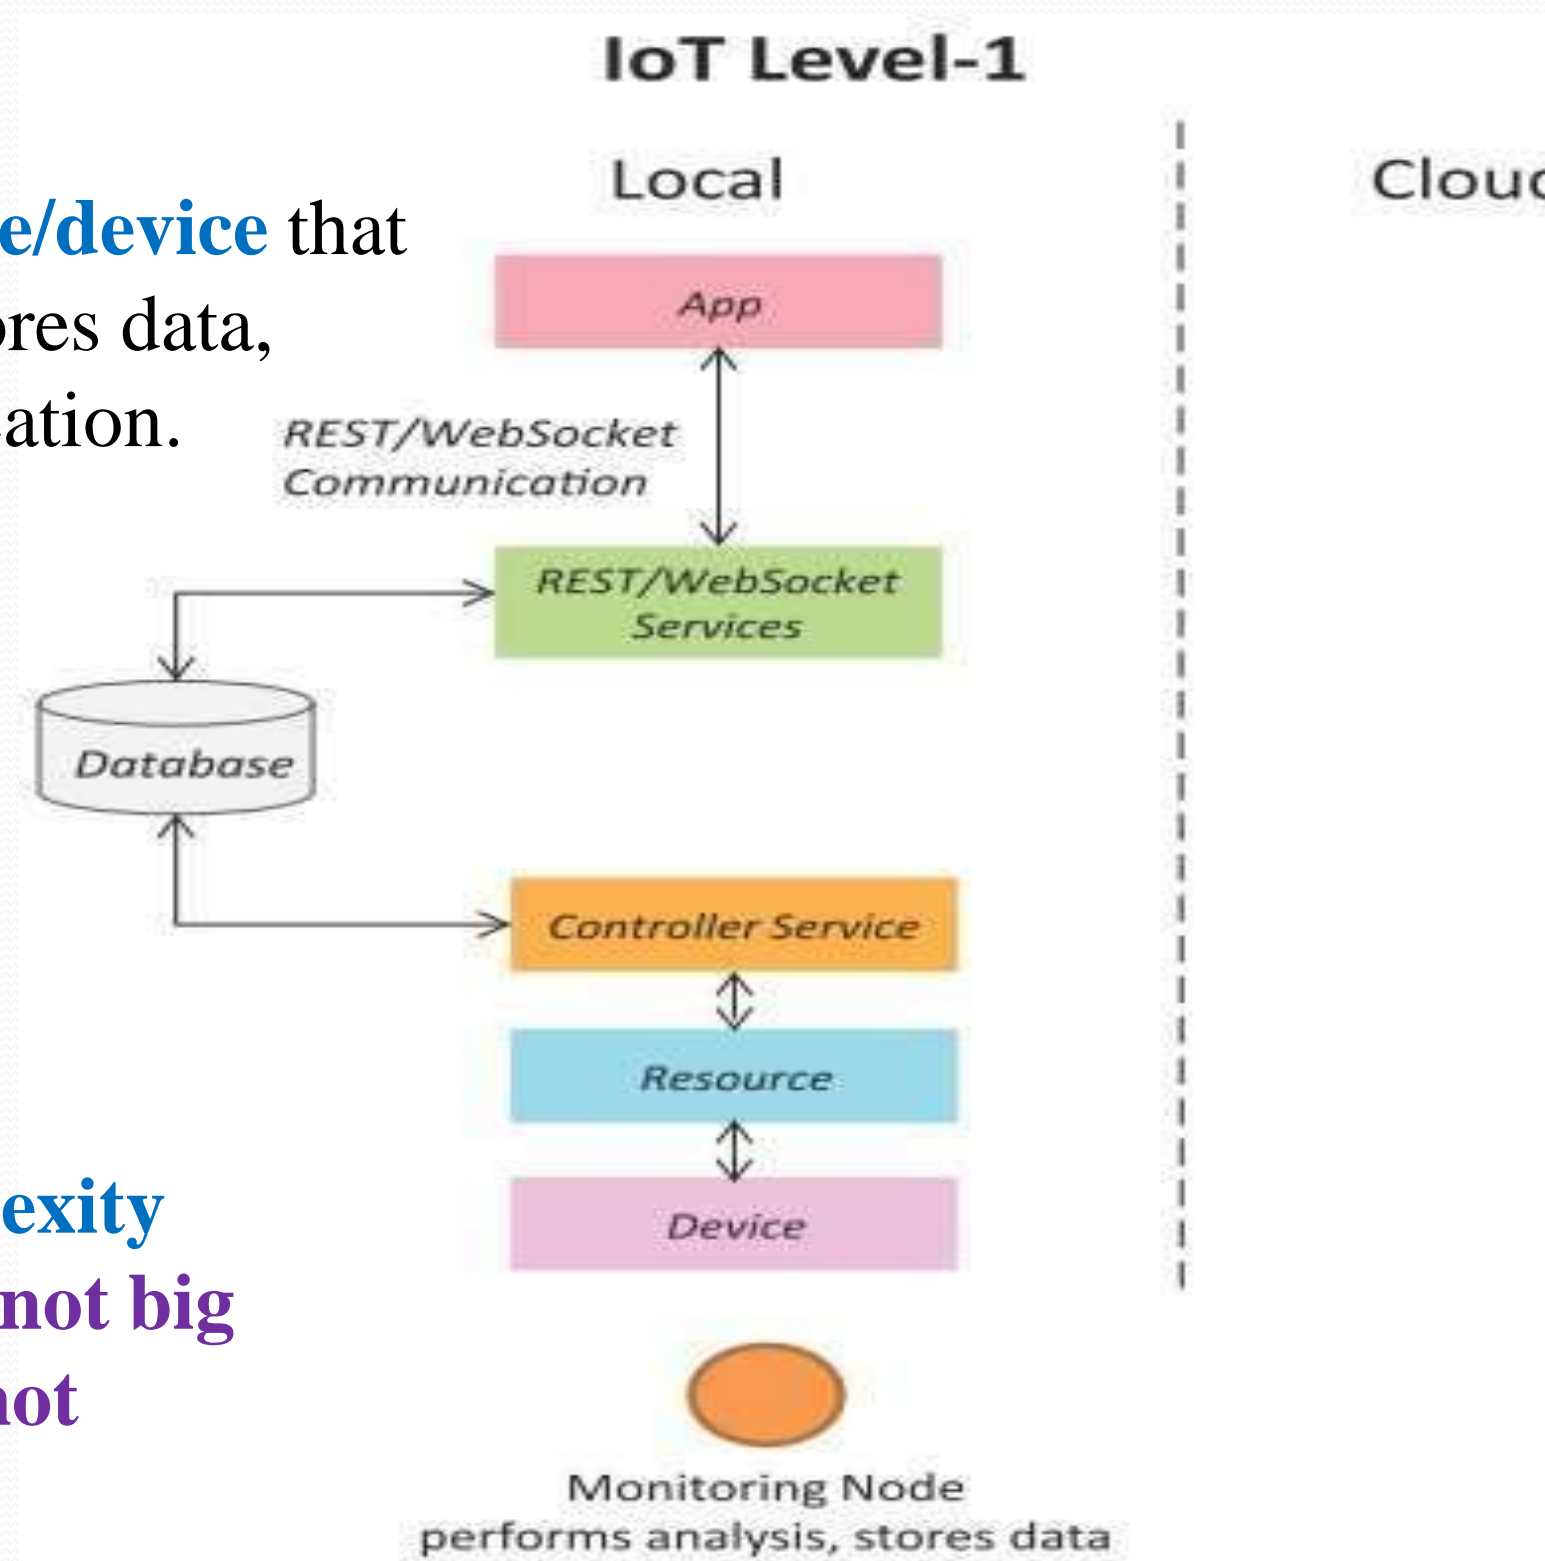 IoT Level-1
Local
Cloud
e/device that
ores data,
ation.
App
REST/WebSocket
Communication
REST/WebSocket
Services
Database
Controller Service
Resource
Device
exity
not big
not
Monitoring Node
performs analysis, stores data